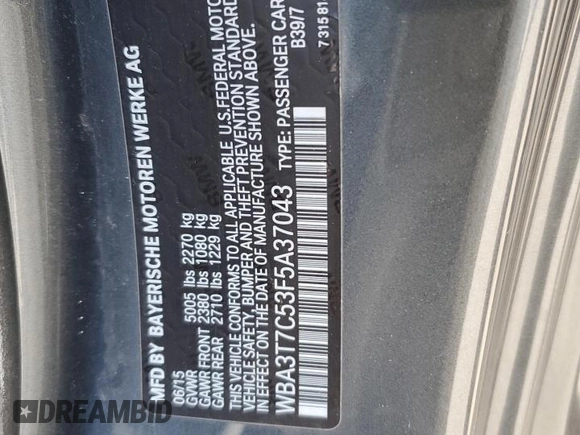 MFD BY BAYERISCHE MOTOREN WERKE AG
06/15
GVWR 5005 lbs 2270 kg
GAWR FRONT 2380 lbs 1080 kg
GAWR REAR 2710 lbs 1229 kg
THIS VEHICLE CONFORMS TO ALL APPLICABLE U.S. FEDERAL MOTOR
VEHICLE SAFETY, BUMPER AND THEFT PREVENTION STANDARD
IN EFFECT ON THE DATE OF MANUFACTURE SHOWN ABOVE.
WBA3T7C53F5A37043 TYPE: PASSENGER CAR
B39/7
731581
DREAMBID